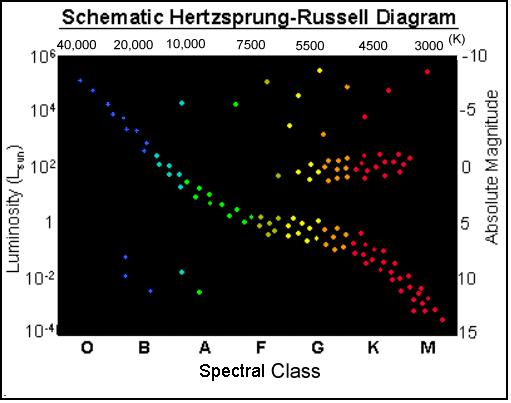 Schematic Hertzsprung-Russell Diagram
40,000 20,000 10,000 7500 5500 4500 3000 (K)
10^6 -10
10^4 -5
10^2 0
1 5
10^-2 10
10^-4 15
Luminosity (L_sun)
Absolute Magnitude
O B A F G K M
Spectral Class